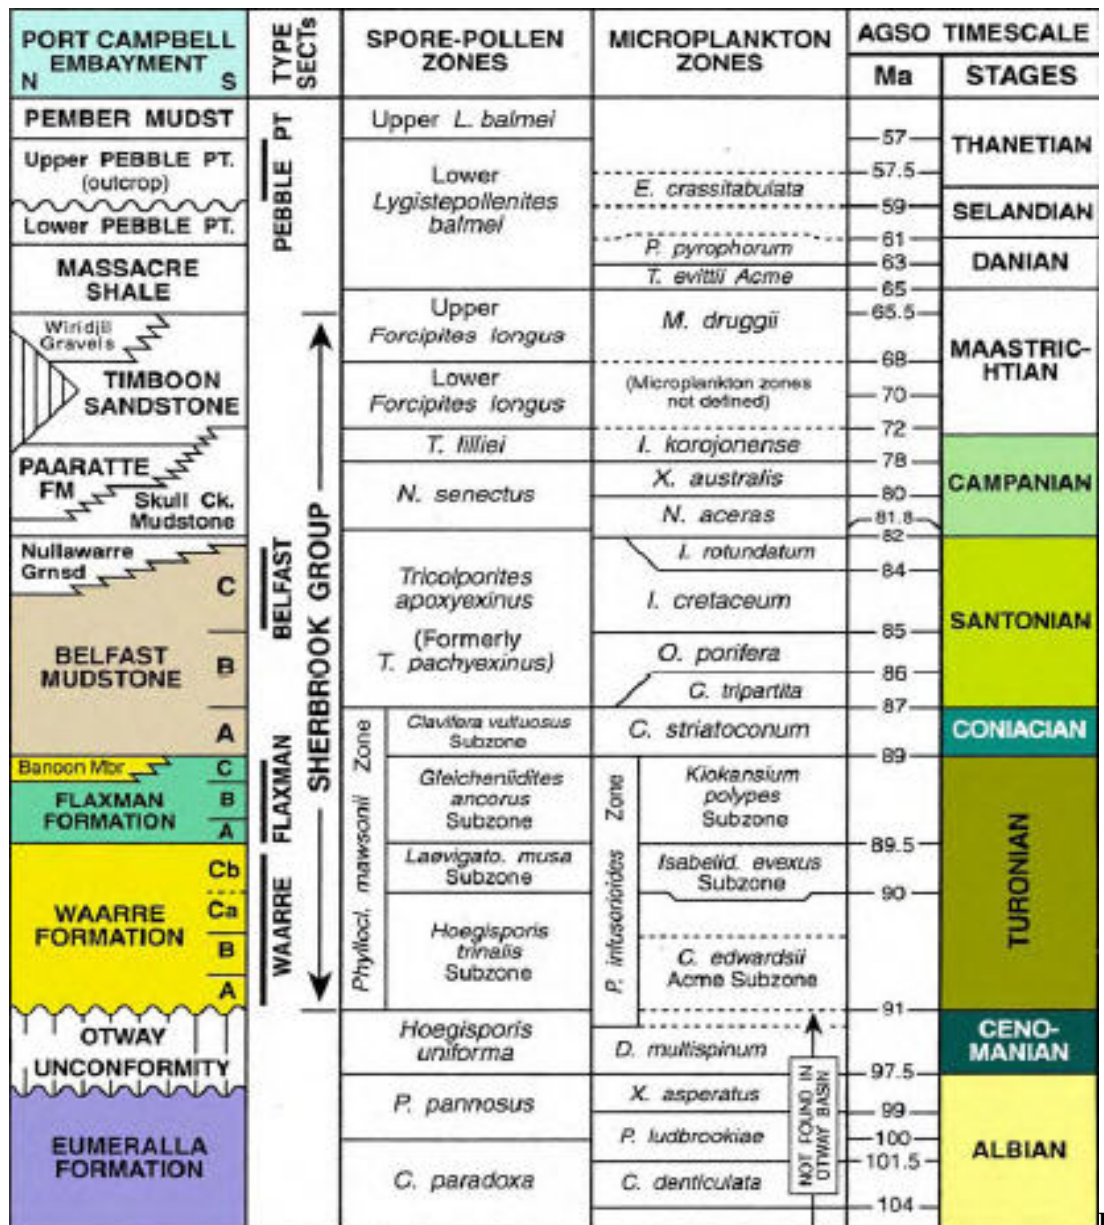 PORT CAMPBELL
EMBAYMENT
N S
TYPE
SECTs
SPORE-POLLEN
ZONES
MICROPLANKTON
ZONES
AGSO TIMESCALE
Ma
STAGES
PEMBER MUDST
Upper PEBBLE PT.
(outcrop)
Lower PEBBLE PT.
MASSACRE
SHALE
Wiridjil
Gravels
TIMBOON
SANDSTONE
PAARATTE
FM
Skull Ck.
Mudstone
Nullawarre
Grnsd
C
BELFAST
MUDSTONE
B
A
Banoon Mbr
C
FLAXMAN
FORMATION
B
A
Cb
WAARRE
FORMATION
Ca
B
A
OTWAY
UNCONFORMITY
EUMERALLA
FORMATION
PEBBLE PT
BELFAST
FLAXMAN
WAARRE
SHERBROOK GROUP
Upper L. balmei
Lower
Lygistepollenites
balmei
Upper
Forcipites longus
Lower
Forcipites longus
T. lilliei
N. senectus
Tricolporites
apoxyexinus
(Formerly
T. pachyexinus)
Phyllocl. mawsonii Zone
Clavifera vultuosus
Subzone
Gleicheniidites
ancorus
Subzone
Laevigato. musa
Subzone
Hoegisporis
trinalis
Subzone
Hoegisporis
uniforma
P. pannosus
C. paradoxa
E. crassitabulata
P. pyrophorum
T. evittii Acme
M. druggii
(Microplankton zones
not defined)
I. korojonense
X. australis
N. aceras
I. rotundatum
I. cretaceum
O. porifera
C. tripartita
C. striatoconum
P. infusorioides Zone
Kiokansium
polypes
Subzone
Isabelid. evexus
Subzone
C. edwardsii
Acme Subzone
D. multispinum
X. asperatus
P. ludbrookiae
C. denticulata
NOT FOUND IN
OTWAY BASIN
57
57.5
59
61
63
65
65.5
68
70
72
78
80
81.8
82
84
85
86
87
89
89.5
90
91
97.5
99
100
101.5
104
THANETIAN
SELANDIAN
DANIAN
MAASTRIC-
HTIAN
CAMPANIAN
SANTONIAN
CONIACIAN
TURONIAN
CENO-
MANIAN
ALBIAN